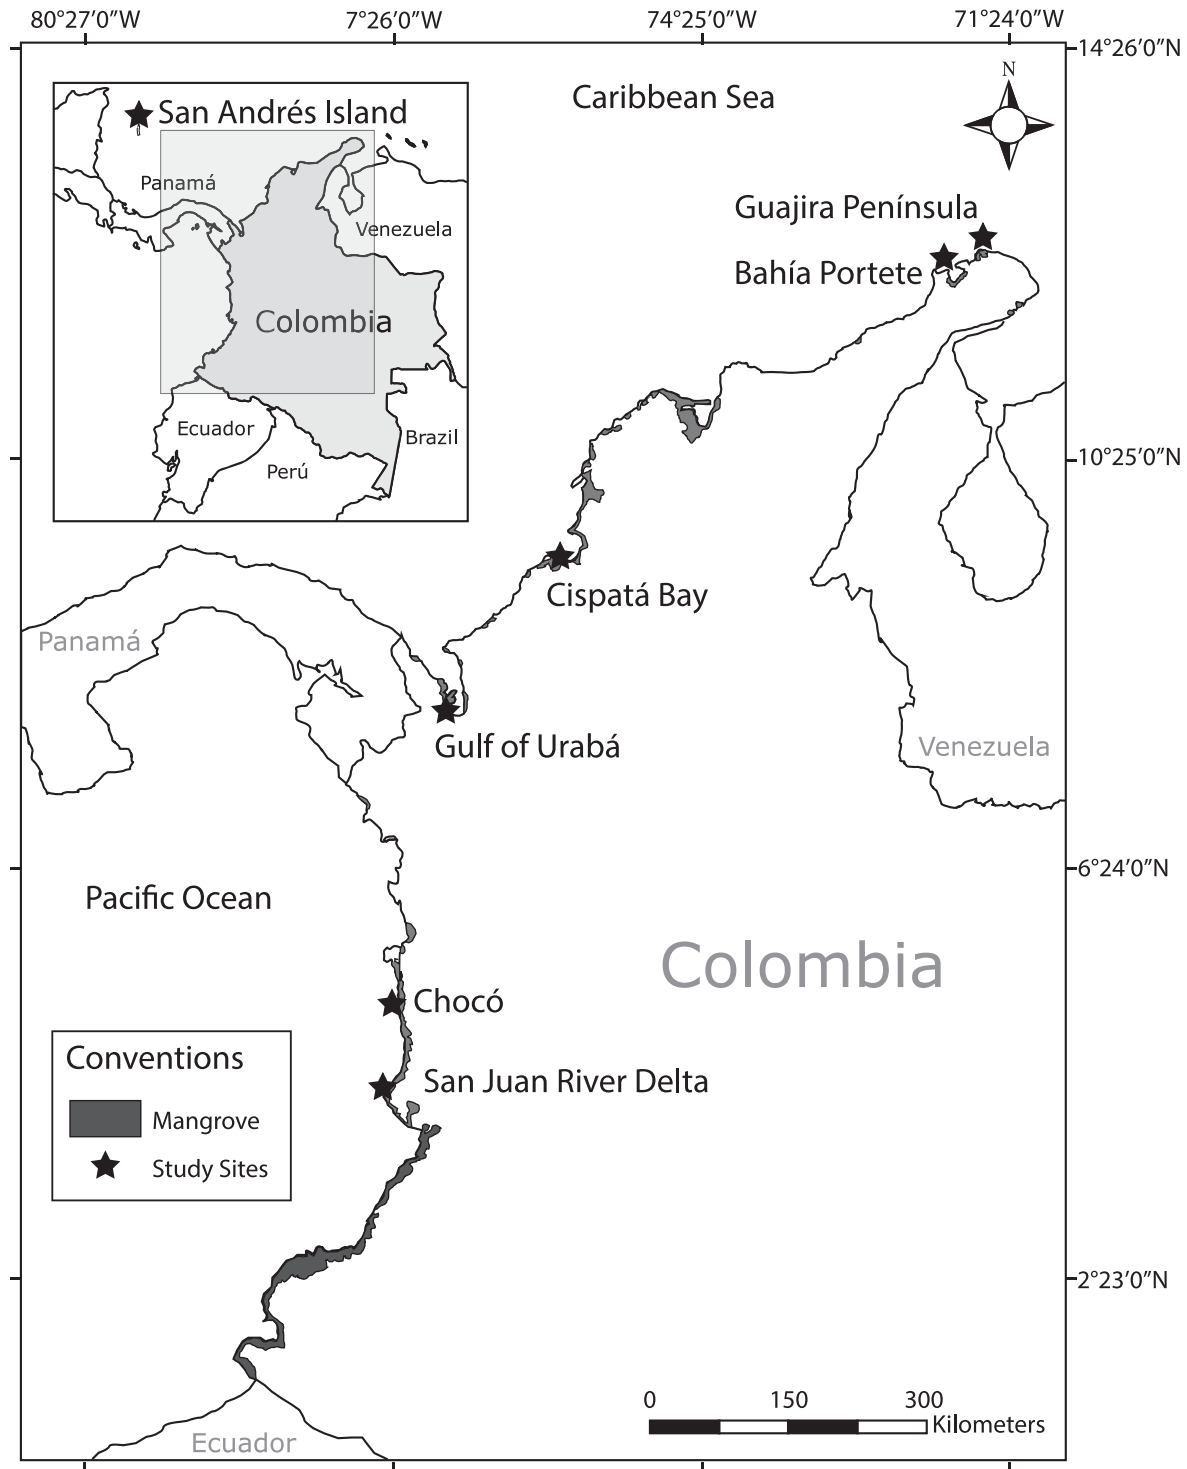 80°27′0″W
7°26′0″W
74°25′0″W
71°24′0″W
14°26′0″N
N
Caribbean Sea
San Andrés Island
Panamá
Venezuela
Colombia
Ecuador
Brazil
Perú
Guajira Península
Bahía Portete
10°25′0″N
Cispatá Bay
Panamá
Gulf of Urabá
Venezuela
6°24′0″N
Pacific Ocean
Colombia
Chocó
San Juan River Delta
Conventions
Mangrove
Study Sites
2°23′0″N
0 150 300
Kilometers
Ecuador